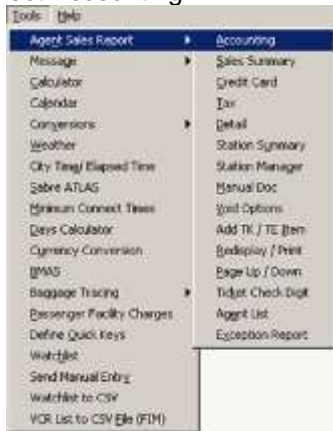 Tools Help
Agent Sales Report
Message
Calculator
Calendar
Conversions
Weather
City Time/ Elapsed Time
Sabre ATLAS
Minimum Connect Times
Days Calculator
Currency Conversion
BMAS
Baggage Tracing
Passenger Facility Charges
Define Quick Keys
Watchlist
Send Manual Entry
Watchlist to CSV
VCR List to CSV File (FIM)
Accounting
Sales Summary
Credit Card
Tax
Detail
Station Summary
Station Manager
Manual Doc
Void Options
Add TK / TE Item
Redisplay / Print
Page Up / Down
Ticket Check Digit
Agent List
Exception Report